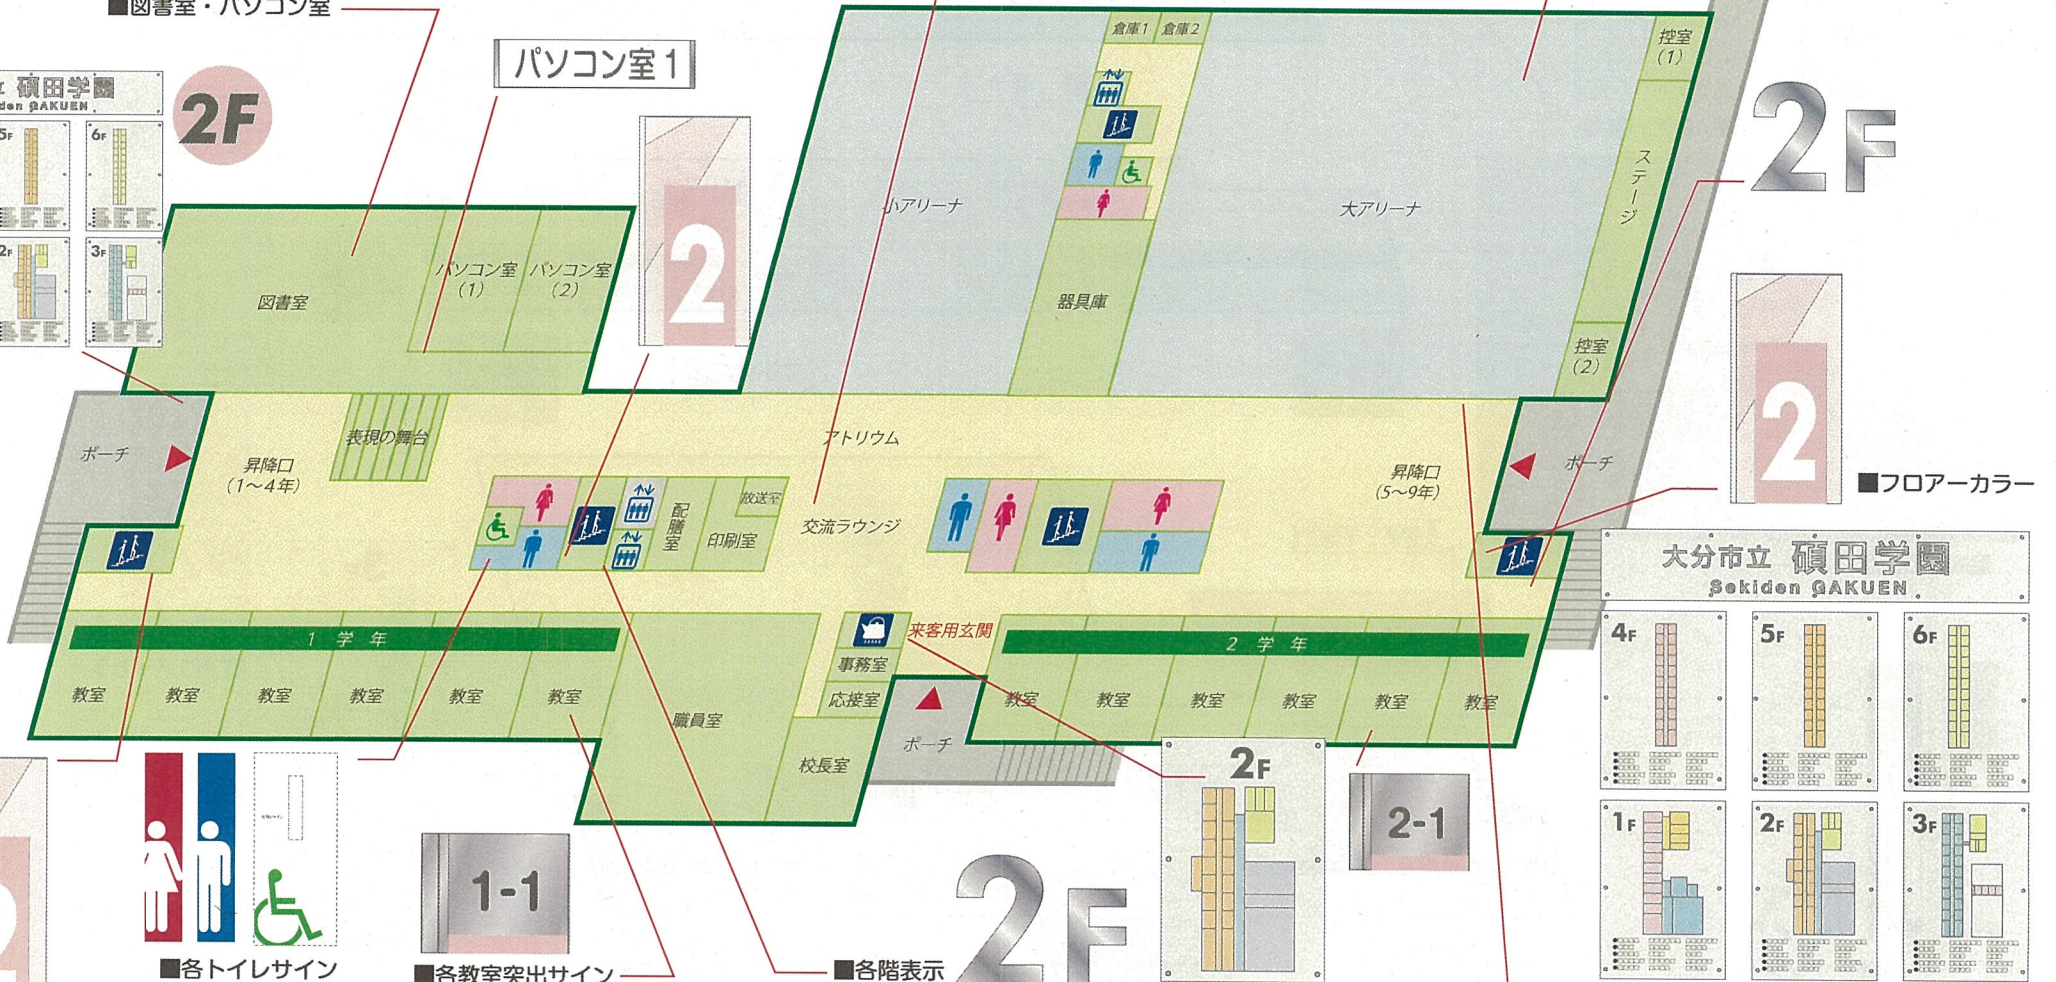 ■図書室・パソコン室
パソコン室1
碩田学園
GAKUEN
5F
6F
2F
3F
2F
2
倉庫1
倉庫2
控室
(1)
小アリーナ
大アリーナ
ステージ
器具庫
控室
(2)
2F
2
■フロアーカラー
図書室
パソコン室
(1)
パソコン室
(2)
ポーチ
昇降口
(1〜4年)
表現の舞台
アトリウム
昇降口
(5〜9年)
ポーチ
配膳室
印刷室
放送室
交流ラウンジ
大分市立 碩田学園
Sekiden GAKUEN
4F
5F
6F
1F
2F
3F
1学年
教室
教室
教室
教室
教室
教室
職員室
来客用玄関
事務室
応接室
校長室
ポーチ
2学年
教室
教室
教室
教室
教室
教室
2F
2-1
1-1
2F
■各トイレサイン
■各教室突出サイン
■各階表示